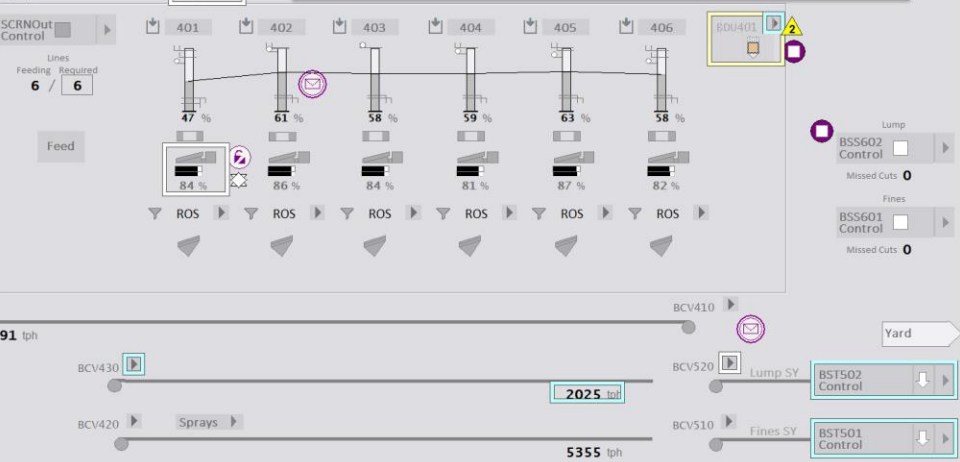 SCRNOut
Control
401 402 403 404 405 406
BDU401
2
Lines
Feeding Required
6 / 6
47 % 61 % 58 % 59 % 63 % 58 %
Feed
84 % 86 % 84 % 81 % 87 % 82 %
ROS ROS ROS ROS ROS ROS
Lump
BSS602
Control
Missed Cuts 0
Fines
BSS601
Control
Missed Cuts 0
BCV410
91 tph
Yard
BCV430
BCV520
Lump SY
BST502
Control
2025 tph
BCV420
Sprays
BCV510
Fines SY
BST501
Control
5355 tph